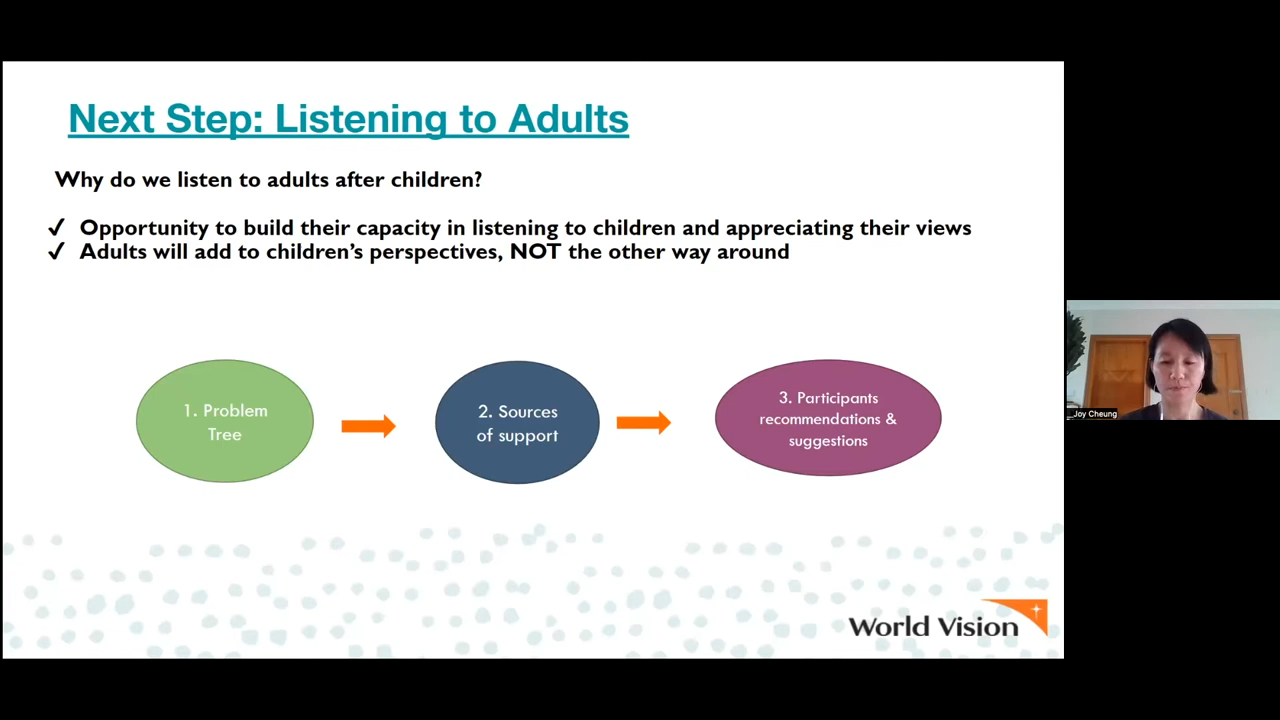 Next Step: Listening to Adults
Why do we listen to adults after children?
✓ Opportunity to build their capacity in listening to children and appreciating their views
✓ Adults will add to children's perspectives, NOT the other way around
1. Problem
Tree
2. Sources
of support
3. Participants
recommendations &
suggestions
Joy Cheung
World Vision